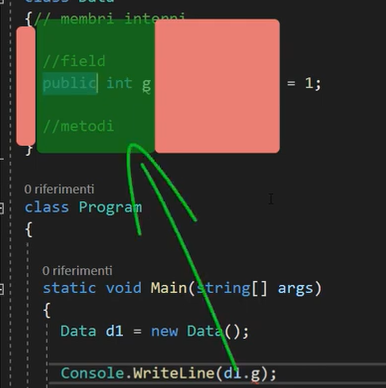 class Data
{// membri interni
//field
public int g = 1;
//metodi
}
0 riferimenti
class Program
{
0 riferimenti
static void Main(string[] args)
{
Data d1 = new Data();
Console.WriteLine(d1.g);